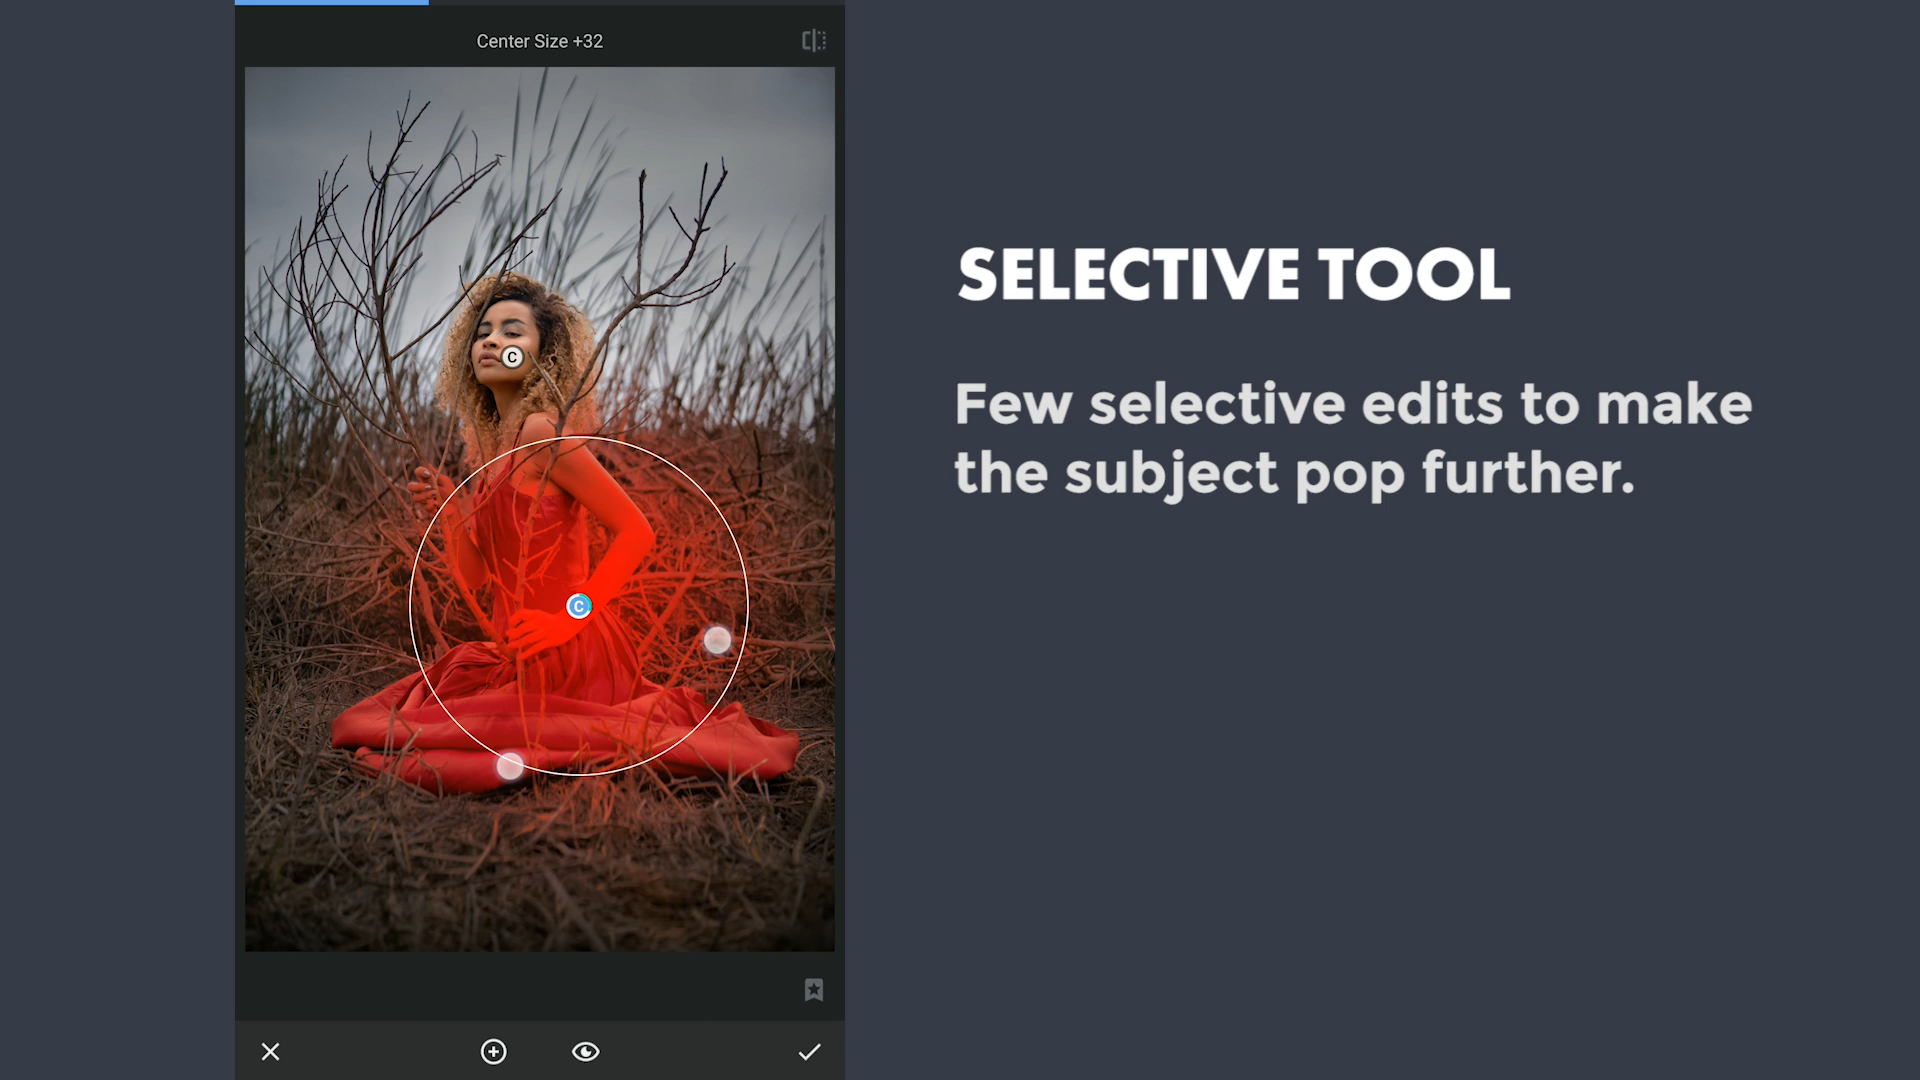 Center Size +32
C
C
SELECTIVE TOOL
Few selective edits to make
the subject pop further.